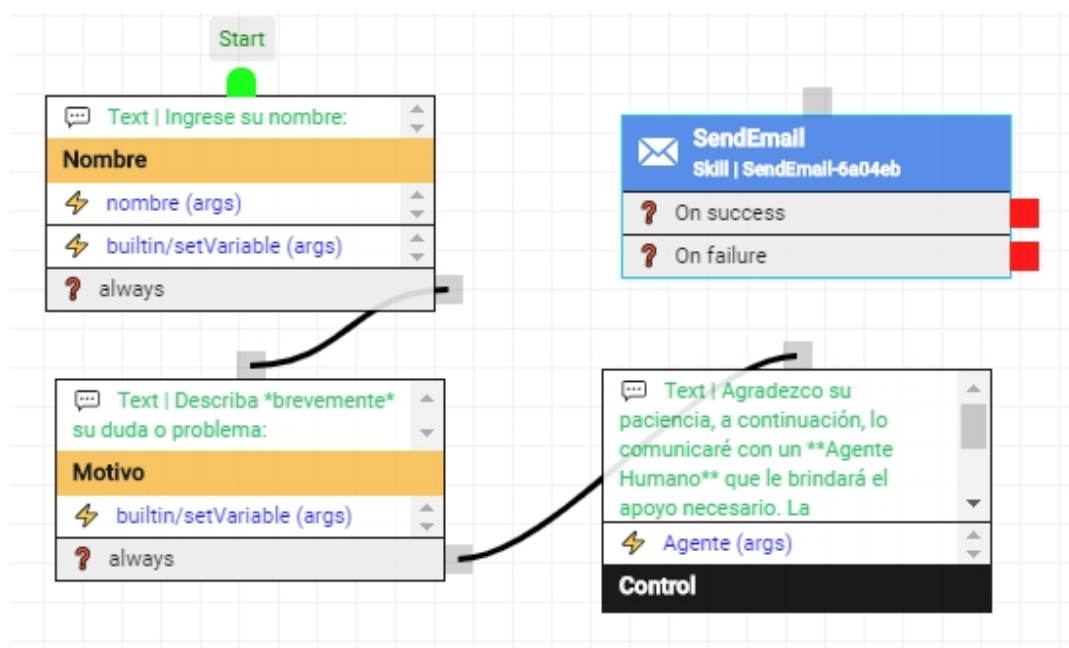 Start
Text | Ingrese su nombre:
Nombre
nombre (args)
builtin/setVariable (args)
always
Text | Describa *brevemente*
su duda o problema:
Motivo
builtin/setVariable (args)
always
SendEmail
Skill | SendEmail-6a04eb
On success
On failure
Text | Agradezco su
paciencia, a continuación, lo
comunicaré con un **Agente
Humano** que le brindará el
apoyo necesario. La
Agente (args)
Control